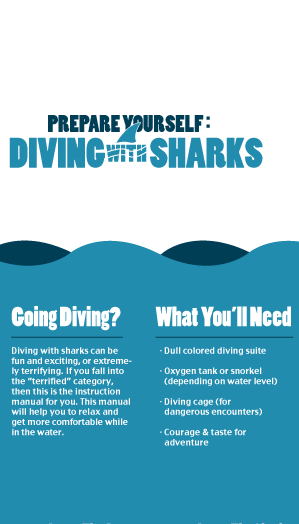 PREPARE YOURSELF:
DIVING WITH SHARKS
Going Diving?
Diving with sharks can be
fun and exciting, or extreme-
ly terrifying. If you fall into
the "terrified" category,
then this is the instruction
manual for you. This manual
will help you to relax and
get more comfortable while
in the water.
What You'll Need
· Dull colored diving suite
· Oxygen tank or snorkel
(depending on water level)
· Diving cage (for
dangerous encounters)
· Courage & taste for
adventure